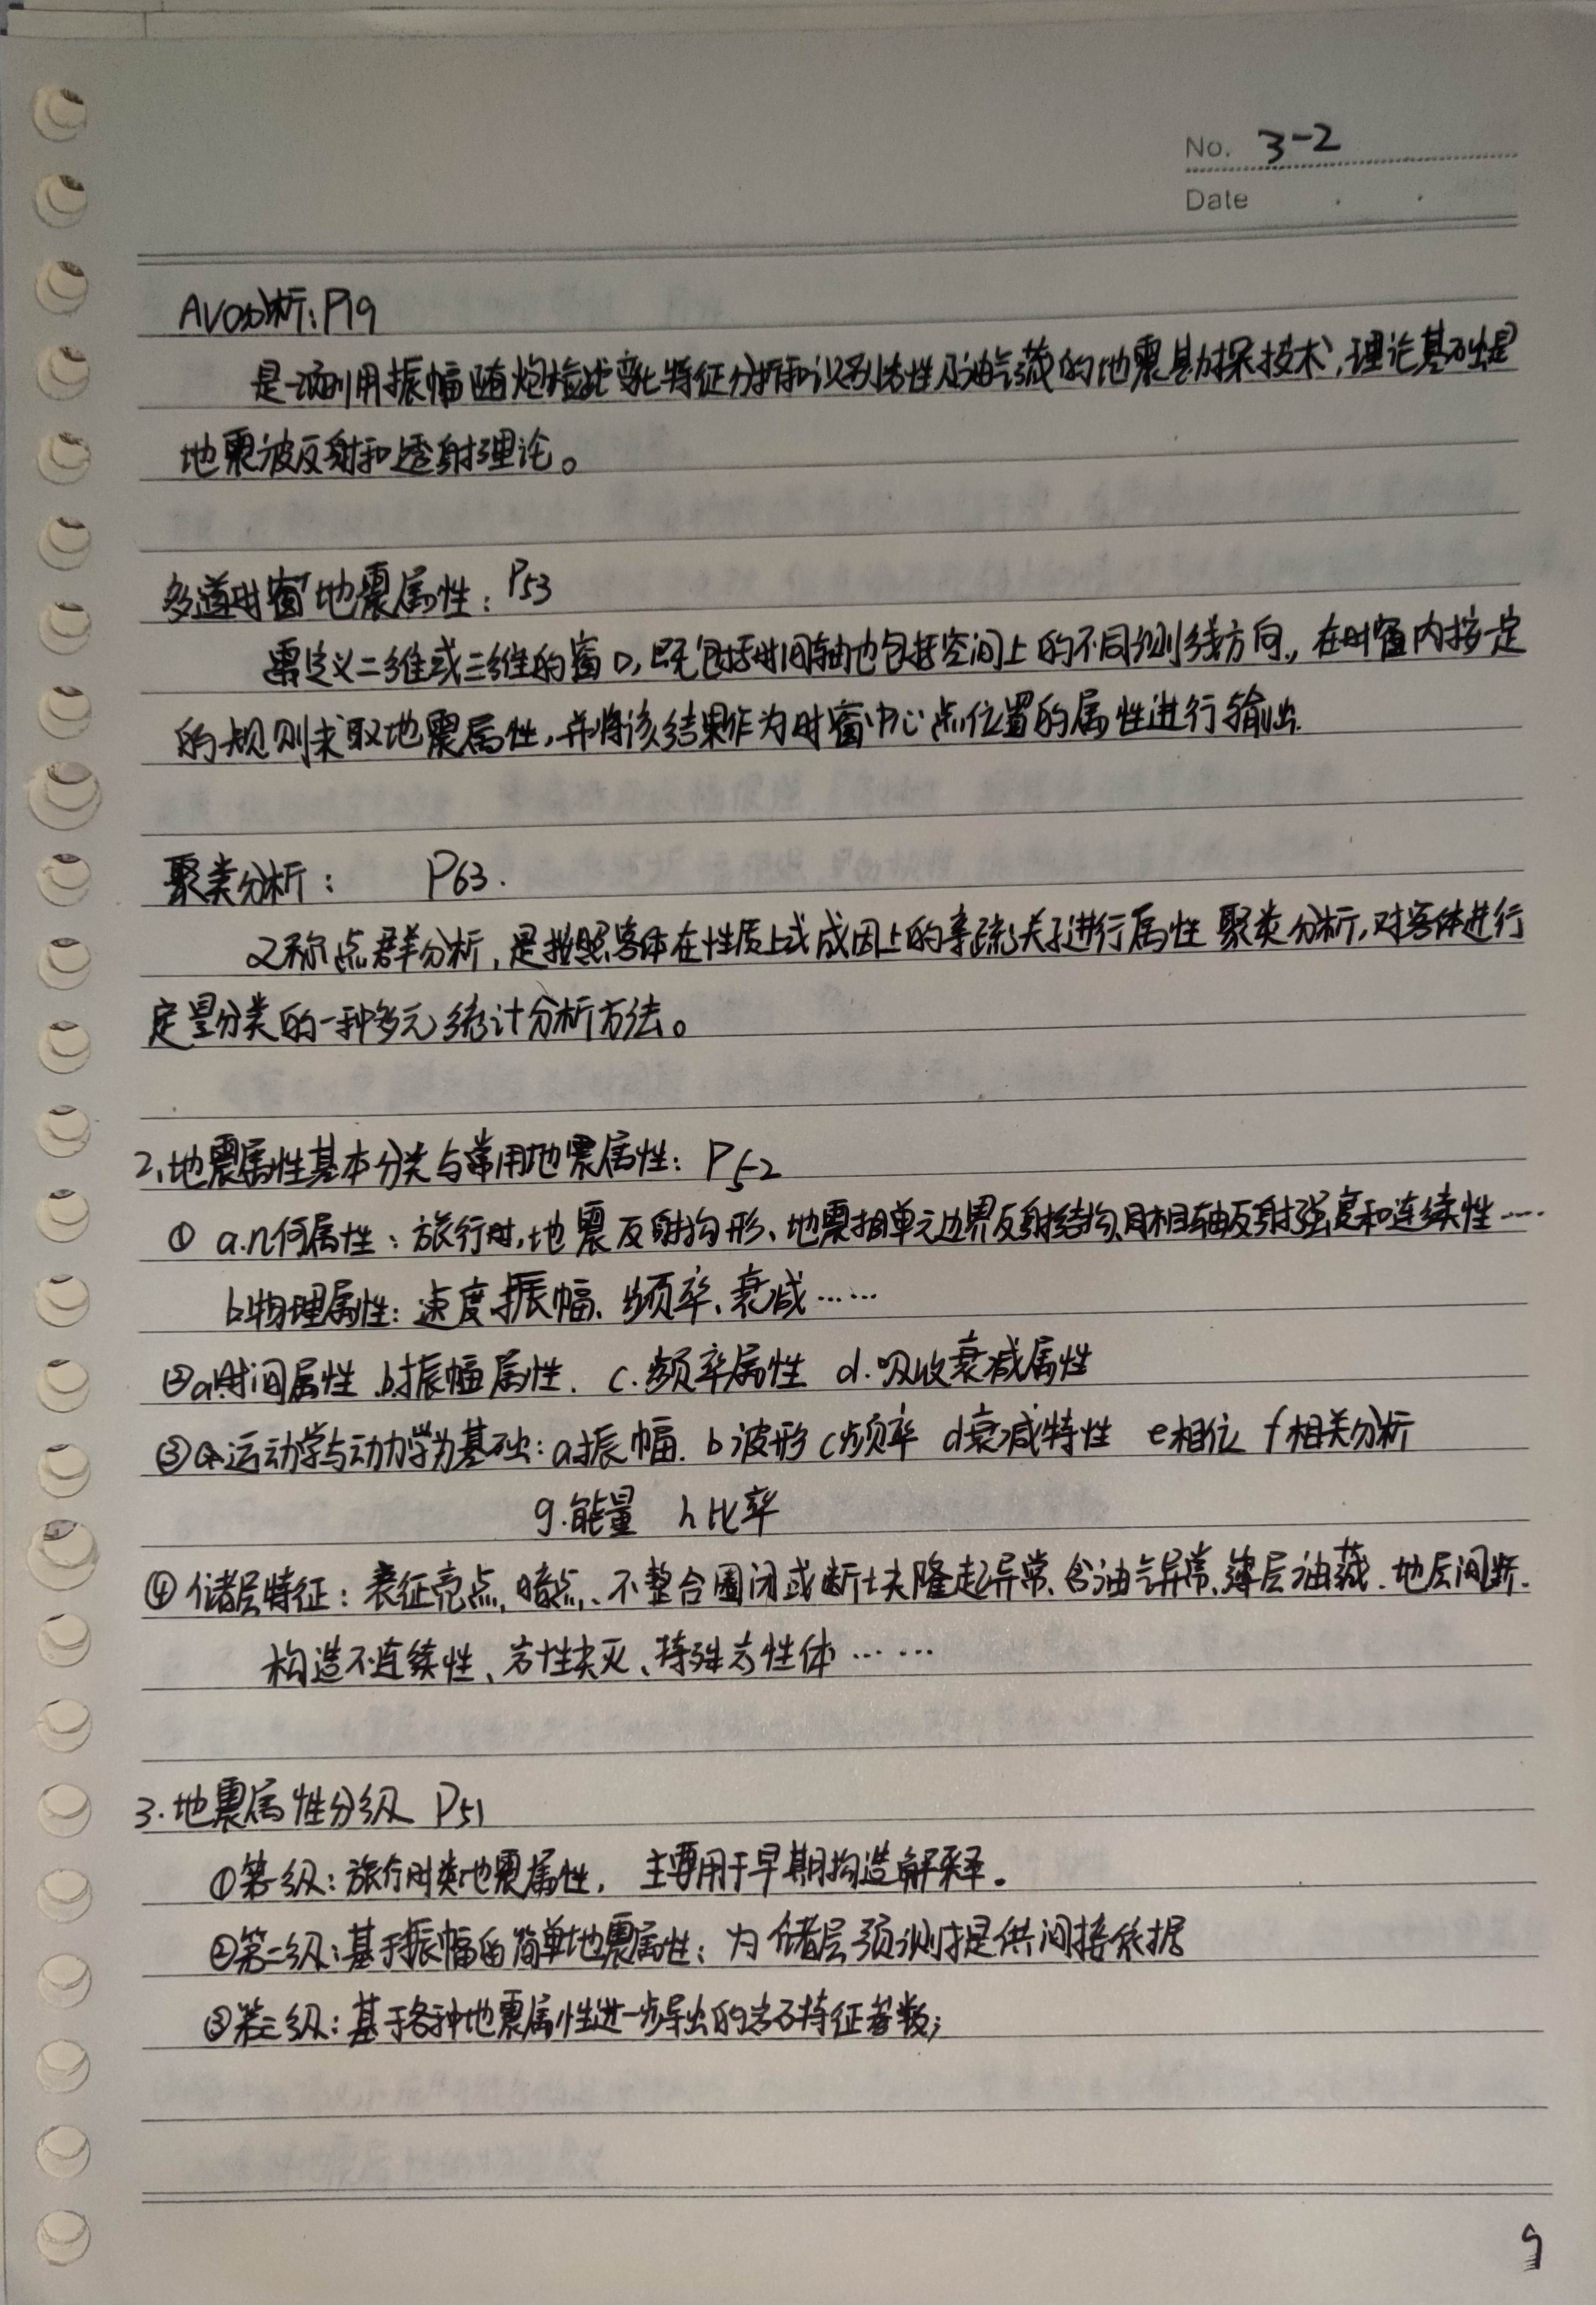 No. 3-2
Date
AVO分析:P19
是一项利用振幅随炮检距变化特征分析和识别岩性及油气藏的地震勘探技术,理论基础是
地震波反射和透射理论。
多道时窗地震属性:P53
需定义二维或三维的窗口,既包括时间轴也包括空间上的不同测线方向,在时窗内按一定
的规则求取地震属性,并将该结果作为时窗中心点位置的属性进行输出.
聚类分析: P63.
又称点群分析,是按照客体在性质上或成因上的亲疏关系进行属性聚类分析,对客体进行
定量分类的一种多元统计分析方法。
2.地震属性基本分类与常用地震属性:P52
① a.几何属性:旅行时,地震反射构形、地震相单元边界反射结构、同相轴反射强度和连续性……
b.物理属性:速度、振幅、频率、衰减……
②a.时间属性 b.振幅属性. c.频率属性 d.吸收衰减属性
③运动学与动力学为基础:a.振幅. b波形 c频率 d衰减特性 e相位 f相关分析
g.能量 h比率
④储层特征:表征亮点、暗点、不整合圈闭或断块隆起异常、含油气异常、薄层油藏、地层间断、
构造不连续性、岩性尖灭、特殊岩性体……
3.地震属性分级 P51
①第一级:旅行时类地震属性, 主要用于早期构造解释。
②第二级:基于振幅的简单地震属性;为储层预测提供间接依据
③第三级:基于各种地震属性进一步导出的岩石特征参数;
9